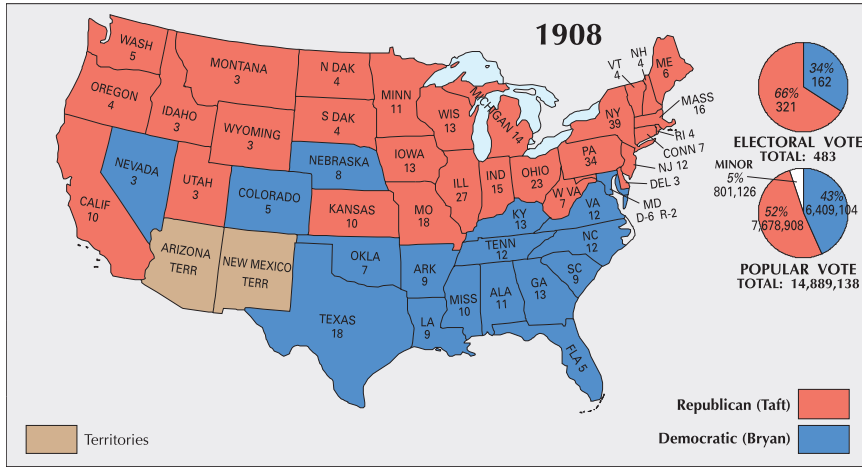 1908
WASH
5
OREGON
4
CALIF
10
NEVADA
3
IDAHO
3
MONTANA
3
WYOMING
3
UTAH
3
COLORADO
5
ARIZONA
TERR
NEW MEXICO
TERR
N DAK
4
S DAK
4
NEBRASKA
8
KANSAS
10
OKLA
7
TEXAS
18
MINN
11
IOWA
13
MO
18
ARK
9
LA
9
WIS
13
ILL
27
MICHIGAN 14
IND
15
OHIO
23
KY
13
TENN
12
MISS
10
ALA
11
GA
13
FLA 5
SC
9
NC
12
VA
12
W VA
7
PA
34
NY
39
VT
4
NH
4
ME
6
MASS
16
RI 4
CONN 7
NJ 12
DEL 3
MD
D-6 R-2
34%
162
66%
321
ELECTORAL VOTE
TOTAL: 483
MINOR
5%
801,126
43%
6,409,104
52%
7,678,908
POPULAR VOTE
TOTAL: 14,889,138
Republican (Taft)
Democratic (Bryan)
Territories